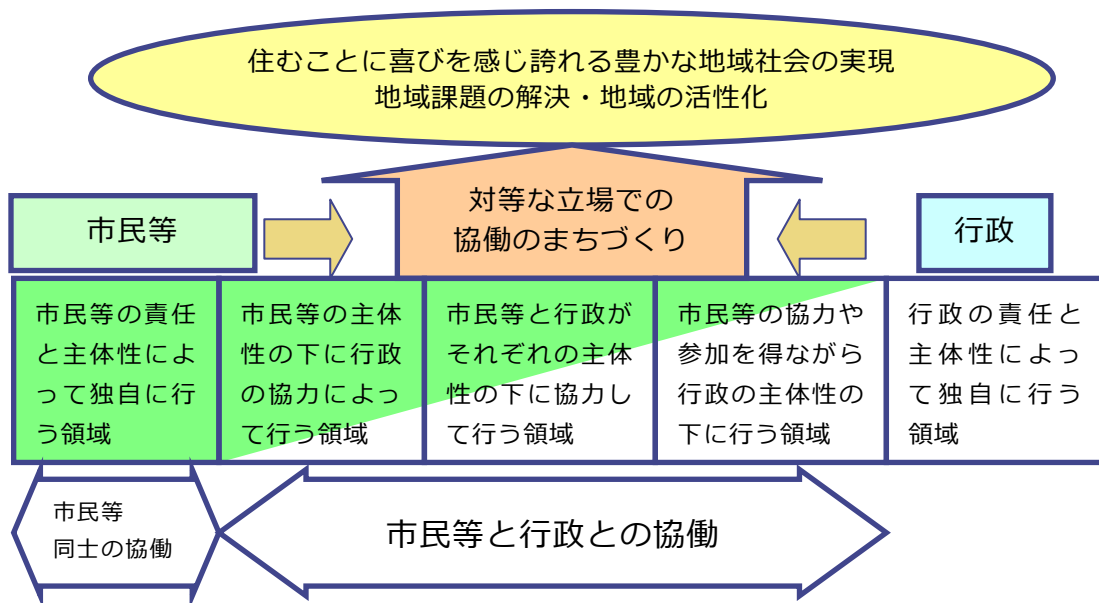 住むことに喜びを感じ誇れる豊かな地域社会の実現
地域課題の解決・地域の活性化
対等な立場での
協働のまちづくり
市民等
行政
市民等の責任
と主体性によ
って独自に行
う領域
市民等の主体
性の下に行政
の協力によっ
て行う領域
市民等と行政が
それぞれの主体
性の下に協力し
て行う領域
市民等の協力や
参加を得ながら
行政の主体性の
下に行う領域
行政の責任と
主体性によっ
て独自に行う
領域
市民等
同士の協働
市民等と行政との協働